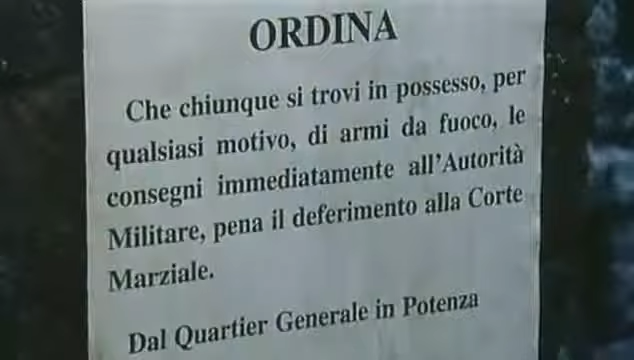 ORDINA
Che chiunque si trovi in possesso, per
qualsiasi motivo, di armi da fuoco, le
consegni immediatamente all'Autorità
Militare, pena il deferimento alla Corte
Marziale.
Dal Quartier Generale in Potenza